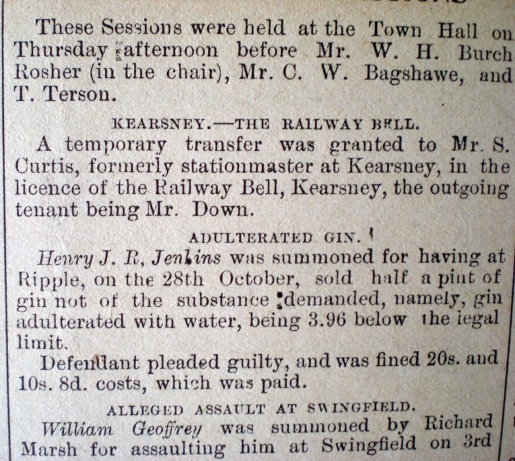 These Sessions were held at the Town Hall on
Thursday afternoon before Mr. W. H. Burch
Rosher (in the chair), Mr. C. W. Bagshawe, and
T. Terson.
KEARSNEY.—THE RAILWAY BELL.
A temporary transfer was granted to Mr. S.
Curtis, formerly stationmaster at Kearsney, in the
licence of the Railway Bell, Kearsney, the outgoing
tenant being Mr. Down.
ADULTERATED GIN.
Henry J. R. Jenkins was summoned for having at
Ripple, on the 28th October, sold half a pint of
gin not of the substance demanded, namely, gin
adulterated with water, being 3.96 below the legal
limit.
Defendant pleaded guilty, and was fined 20s. and
10s. 8d. costs, which was paid.
ALLEGED ASSAULT AT SWINGFIELD.
William Geoffrey was summoned by Richard
Marsh for assaulting him at Swingfield on 3rd